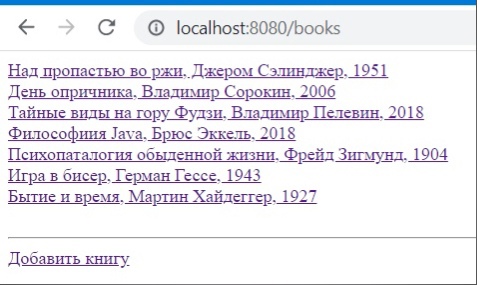 localhost:8080/books
Над пропастью во ржи, Джером Сэлинджер, 1951
День опричника, Владимир Сорокин, 2006
Тайные виды на гору Фудзи, Владимир Пелевин, 2018
Философиия Java, Брюс Эккель, 2018
Психопаталогия обыденной жизни, Фрейд Зигмунд, 1904
Игра в бисер, Герман Гессе, 1943
Бытие и время, Мартин Хайдеггер, 1927
Добавить книгу